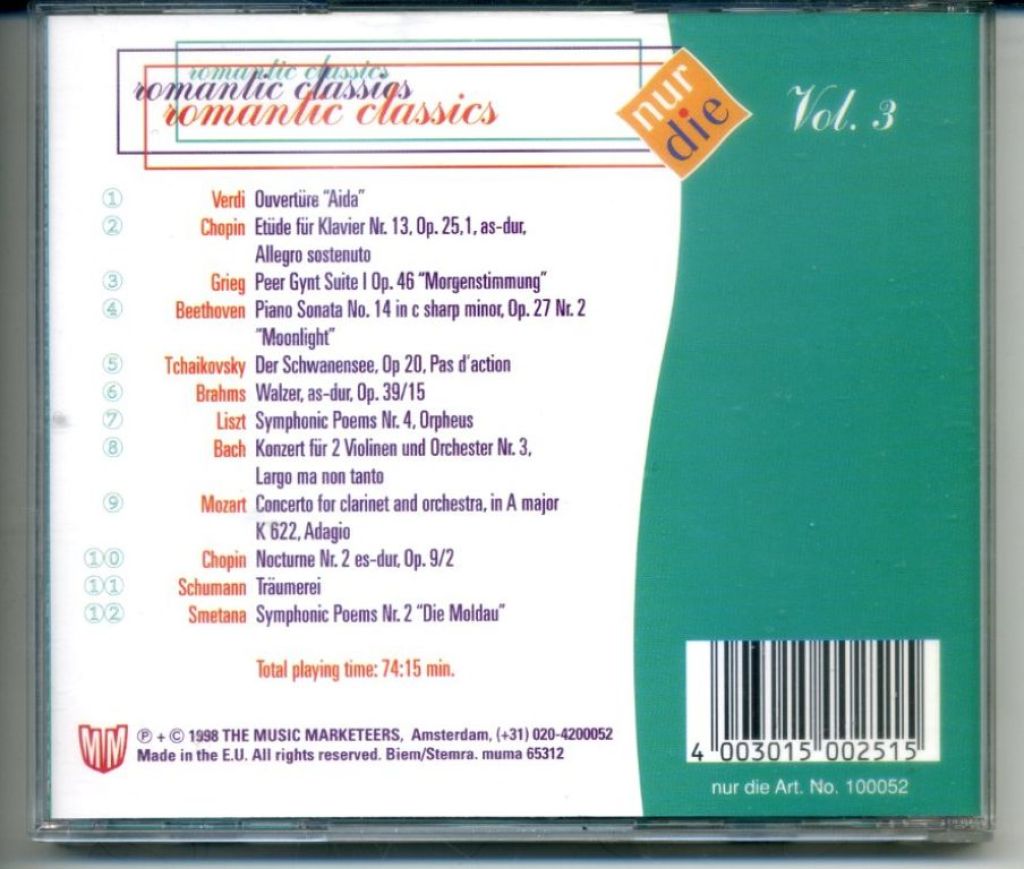 romantic classics
romantic classics
romantic classics
nur
die
Vol. 3
1 Verdi Ouvertüre "Aida"
2 Chopin Etüde für Klavier Nr. 13, Op. 25,1, as-dur,
Allegro sostenuto
3 Grieg Peer Gynt Suite I Op. 46 "Morgenstimmung"
4 Beethoven Piano Sonata No. 14 in c sharp minor, Op. 27 Nr. 2
"Moonlight"
5 Tchaikovsky Der Schwanensee, Op 20, Pas d'action
6 Brahms Walzer, as-dur, Op. 39/15
7 Liszt Symphonic Poems Nr. 4, Orpheus
8 Bach Konzert für 2 Violinen und Orchester Nr. 3,
Largo ma non tanto
9 Mozart Concerto for clarinet and orchestra, in A major
K 622, Adagio
10 Chopin Nocturne Nr. 2 es-dur, Op. 9/2
11 Schumann Träumerei
12 Smetana Symphonic Poems Nr. 2 "Die Moldau"
Total playing time: 74:15 min.
MM
℗ + © 1998 THE MUSIC MARKETEERS, Amsterdam, (+31) 020-4200052
Made in the E.U. All rights reserved. Biem/Stemra. muma 65312
4 003015 002515
nur die Art. No. 100052